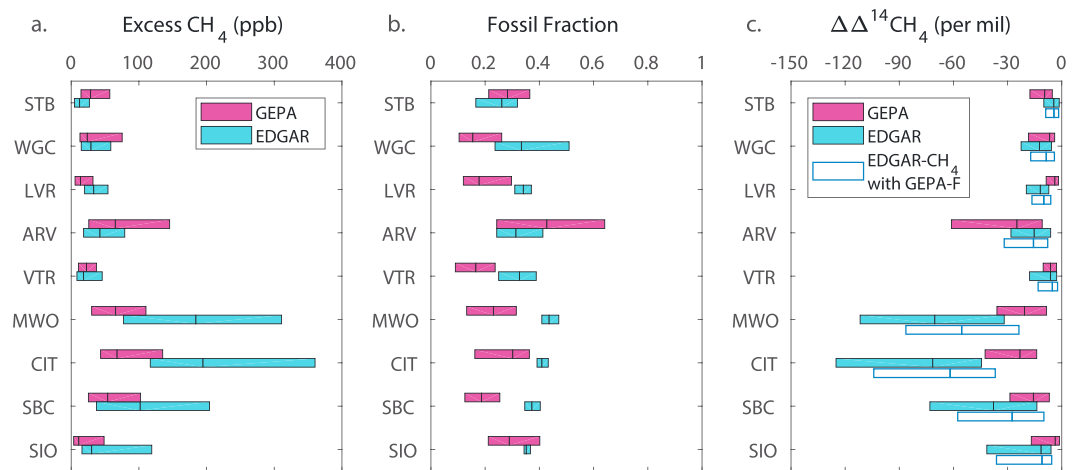 a. Excess CH4 (ppb)
0 100 200 300 400
STB
WGC
LVR
ARV
VTR
MWO
CIT
SBC
SIO
GEPA
EDGAR
b. Fossil Fraction
0 0.2 0.4 0.6 0.8 1
STB
WGC
LVR
ARV
VTR
MWO
CIT
SBC
SIO
c. ΔΔ14CH4 (per mil)
-150 -120 -90 -60 -30 0
STB
WGC
LVR
ARV
VTR
MWO
CIT
SBC
SIO
GEPA
EDGAR
EDGAR-CH4
with GEPA-F